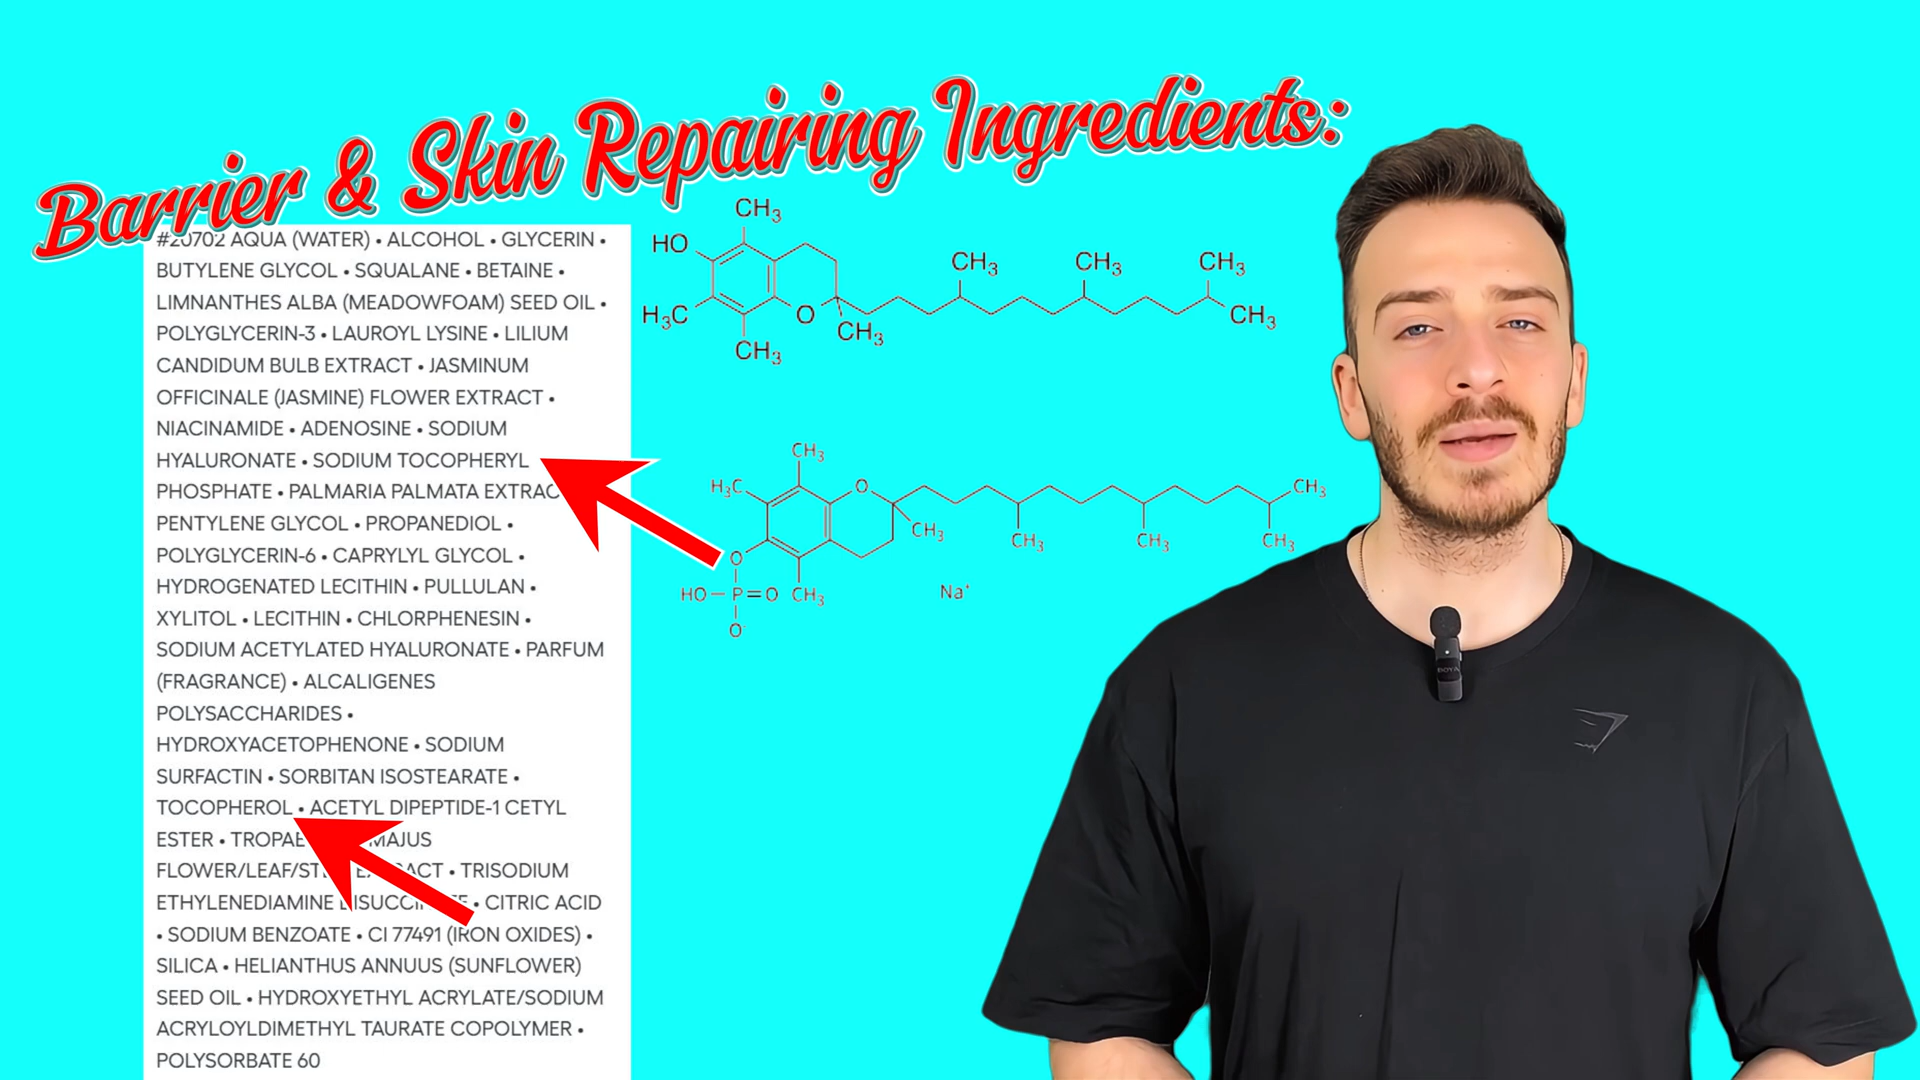 Barrier & Skin Repairing Ingredients:
#20702 AQUA (WATER) • ALCOHOL • GLYCERIN •
BUTYLENE GLYCOL • SQUALANE • BETAINE •
LIMNANTHES ALBA (MEADOWFOAM) SEED OIL •
POLYGLYCERIN-3 • LAUROYL LYSINE • LILIUM
CANDIDUM BULB EXTRACT • JASMINUM
OFFICINALE (JASMINE) FLOWER EXTRACT •
NIACINAMIDE • ADENOSINE • SODIUM
HYALURONATE • SODIUM TOCOPHERYL
PHOSPHATE • PALMARIA PALMATA
PENTYLENE GLYCOL • PROPANEDIOL •
POLYGLYCERIN-6 • CAPRYLYL GLYCOL •
HYDROGENATED LECITHIN • PULLULAN •
XYLITOL • LECITHIN • CHLORPHENESIN •
SODIUM ACETYLATED HYALURONATE • PARFUM
(FRAGRANCE) • ALCALIGENES
POLYSACCHARIDES •
HYDROXYACETOPHENONE • SODIUM
SURFACTIN • SORBITAN ISOSTEARATE •
TOCOPHEROL • ACETYL DIPEPTIDE-1 CETYL
ESTER • MAJUS
• TRISODIUM
ETHYLENEDIAMINE • CITRIC ACID
• SODIUM BENZOATE • CI 77491 (IRON OXIDES) •
SILICA • HELIANTHUS ANNUUS (SUNFLOWER)
SEED OIL • HYDROXYETHYL ACRYLATE/SODIUM
ACRYLOYLDIMETHYL TAURATE COPOLYMER •
POLYSORBATE 60
CH3
HO
CH3 CH3 CH3
H3C O CH3 CH3
CH3
CH3
H3C O CH3
CH3 CH3 CH3 CH3
O
HO P=O CH3 Na+
O-
BOYA